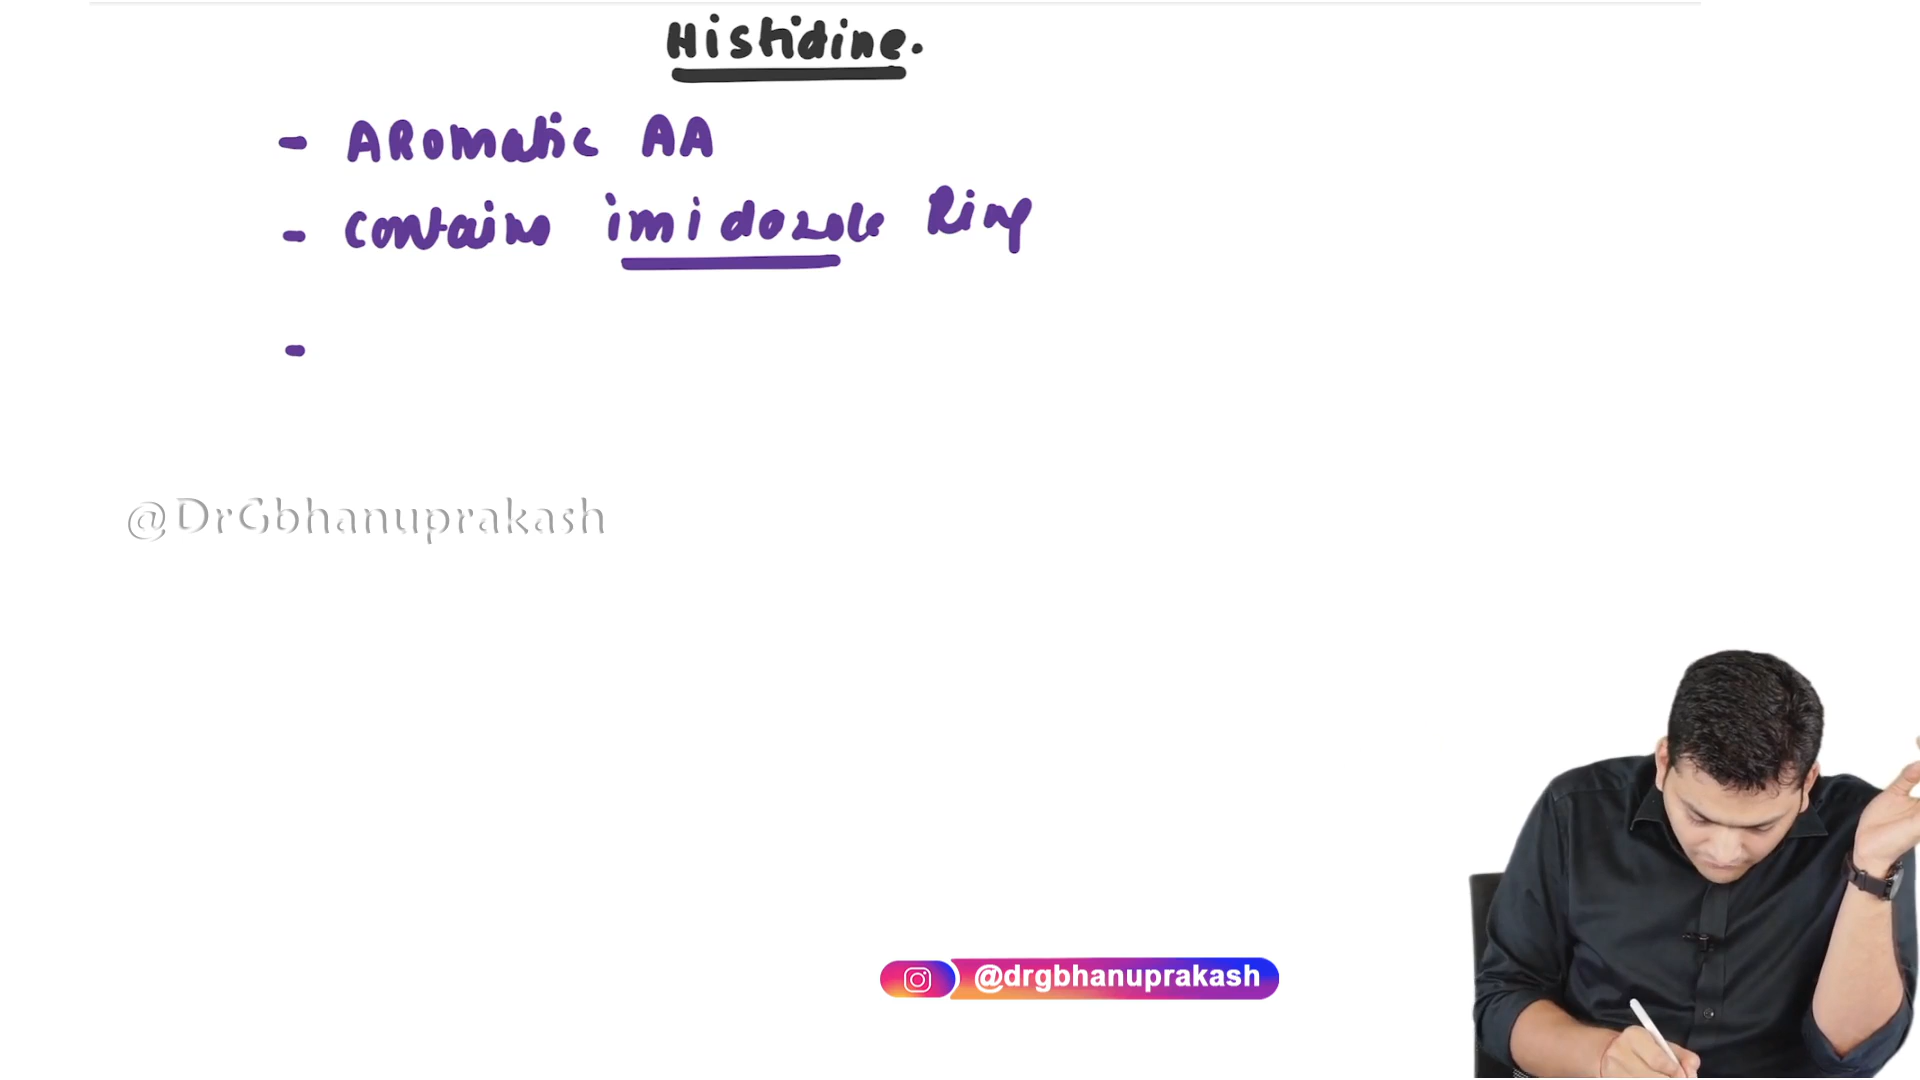 Histidine.
- ARomatic AA
- Contains imidazole Ring
-
@DrGbhanuprakash
@drgbhanuprakash